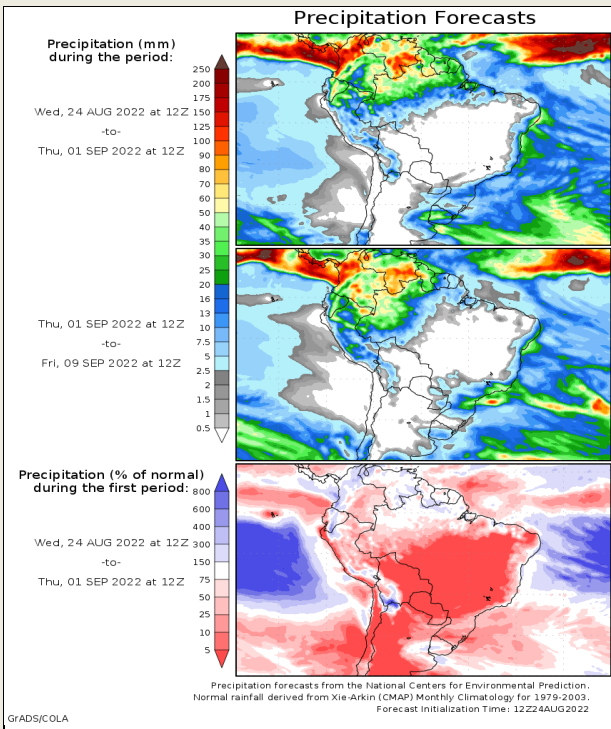 Precipitation Forecasts
Precipitation (mm)
during the period:
Wed, 24 AUG 2022 at 12Z
-to-
Thu, 01 SEP 2022 at 12Z
250
200
175
150
125
100
90
80
70
60
50
40
35
30
25
20
16
13
10
7.5
5
2.5
2
1.5
1
0.5
Thu, 01 SEP 2022 at 12Z
-to-
Fri, 09 SEP 2022 at 12Z
Precipitation (% of normal)
during the first period:
Wed, 24 AUG 2022 at 12Z
-to-
Thu, 01 SEP 2022 at 12Z
800
600
400
300
150
75
50
25
10
5
Precipitation forecasts from the National Centers for Environmental Prediction.
Normal rainfall derived from Xie-Arkin (CMAP) Monthly Climatology for 1979-2003.
Forecast Initialization Time: 12Z24AUG2022
GrADS/COLA